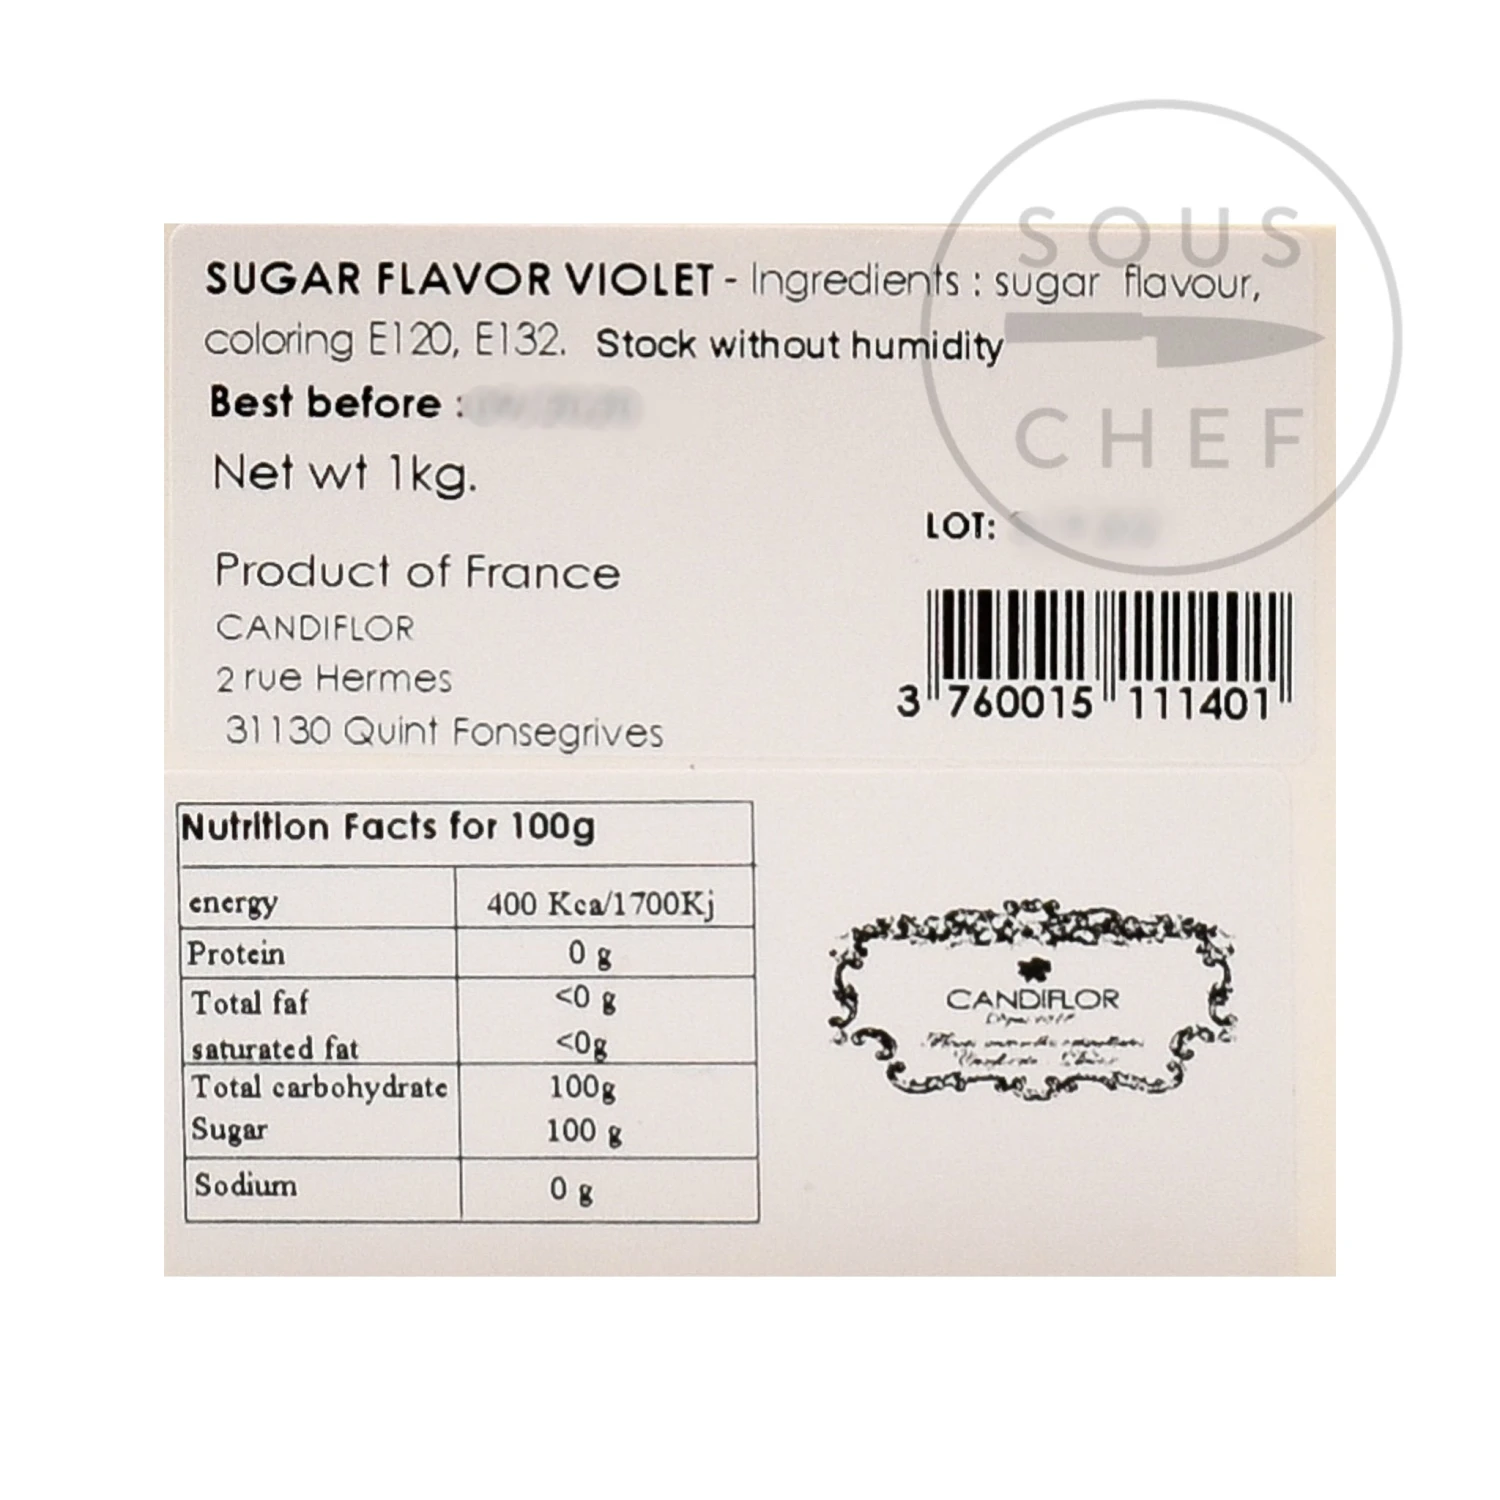 SOUS
CHEF
SUGAR FLAVOR VIOLET - Ingredients : sugar flavour,
coloring E120, E132. Stock without humidity
Best before :
Net wt 1kg.
LOT:
Product of France
CANDIFLOR
2 rue Hermes
31130 Quint Fonsegrives
3 760015 111401
Nutrition Facts for 100g
energy 400 Kca/1700Kj
Protein 0 g
Total faf <0 g
saturated fat <0g
Total carbohydrate 100g
Sugar 100 g
Sodium 0 g
CANDIFLOR